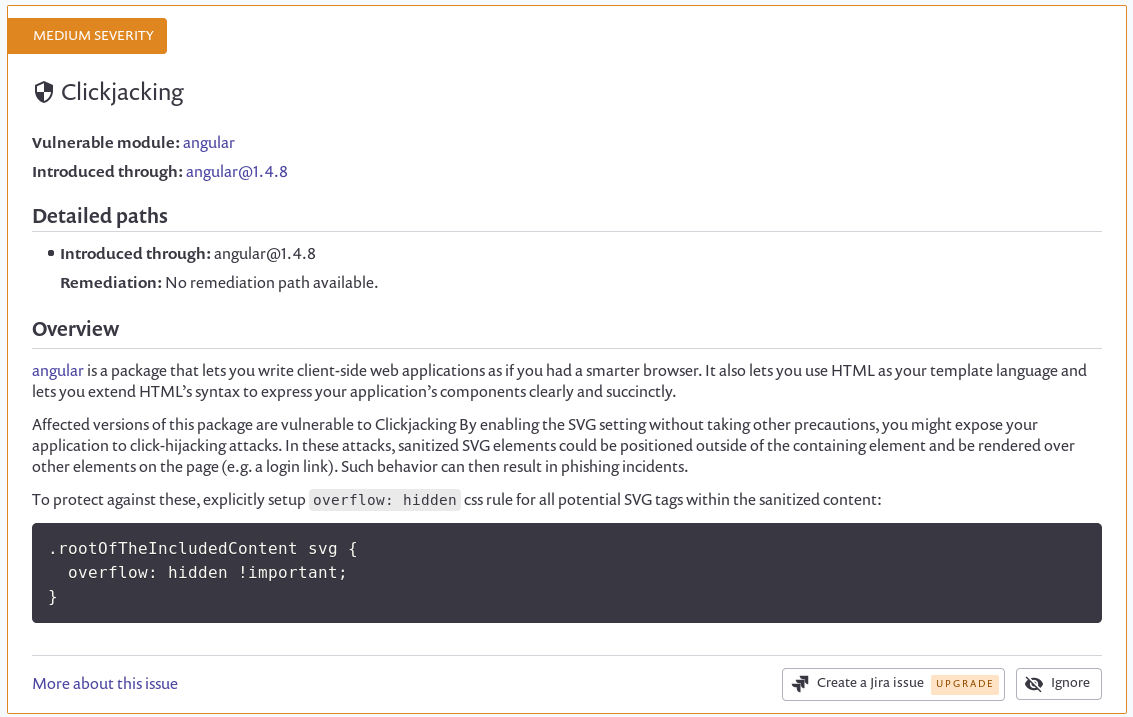 MEDIUM SEVERITY
Clickjacking
Vulnerable module: angular
Introduced through: angular@1.4.8
Detailed paths
Introduced through: angular@1.4.8
Remediation: No remediation path available.
Overview
angular is a package that lets you write client-side web applications as if you had a smarter browser. It also lets you use HTML as your template language and
lets you extend HTML’s syntax to express your application’s components clearly and succinctly.
Affected versions of this package are vulnerable to Clickjacking By enabling the SVG setting without taking other precautions, you might expose your
application to click-hijacking attacks. In these attacks, sanitized SVG elements could be positioned outside of the containing element and be rendered over
other elements on the page (e.g. a login link). Such behavior can then result in phishing incidents.
To protect against these, explicitly setup overflow: hidden css rule for all potential SVG tags within the sanitized content:
.rootOfTheIncludedContent svg {
  overflow: hidden !important;
}
More about this issue
Create a Jira issue UPGRADE
Ignore